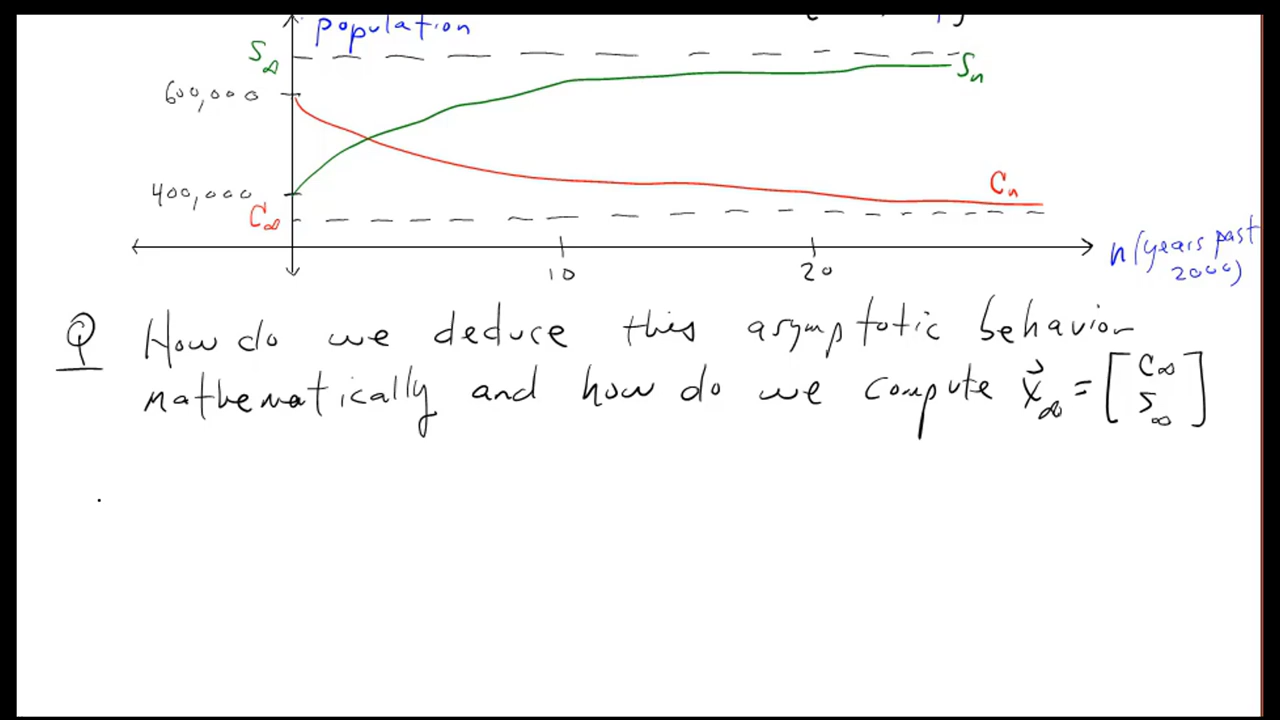 population
S∞
600,000
Sₙ
400,000
Cₙ
C∞
n (years past
2000)
10
20
Q How do we deduce this asymptotic behavior
mathematically and how do we compute x⃗∞ = [C∞
S∞]